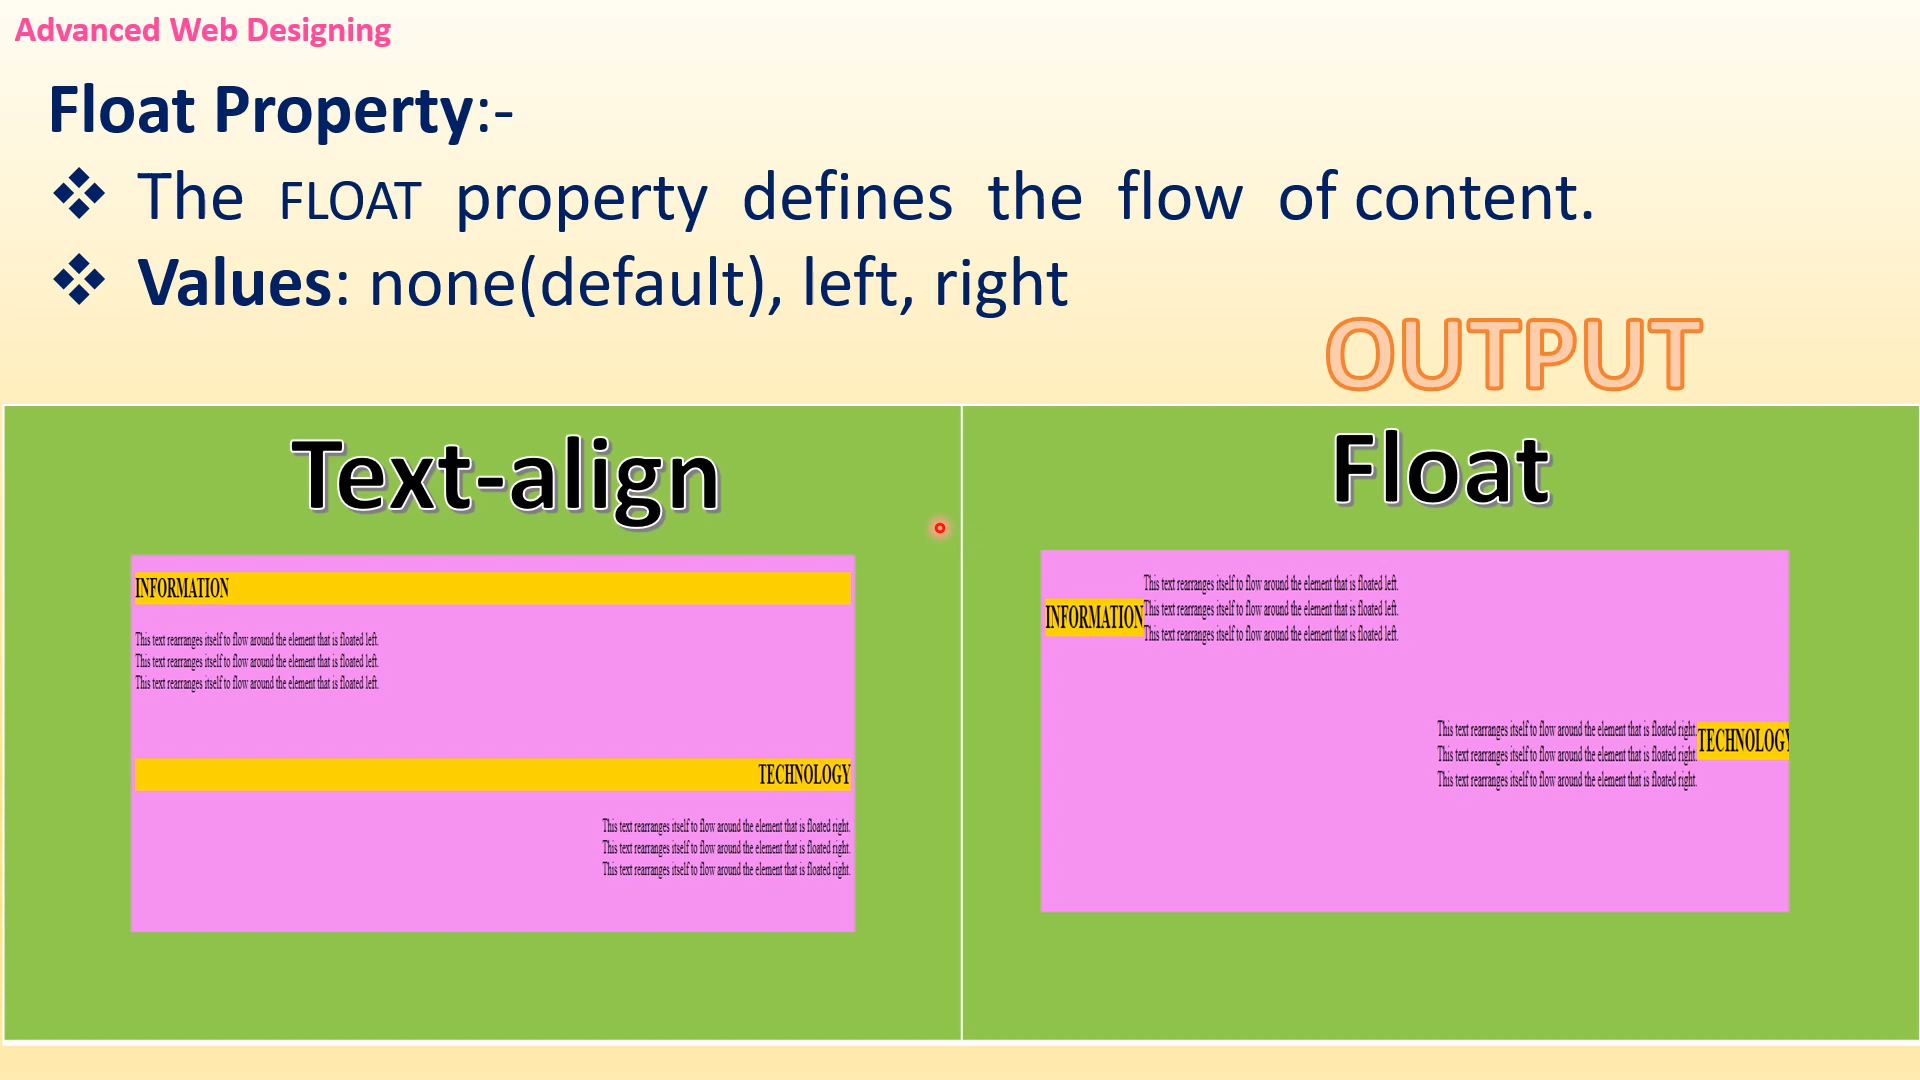 Advanced Web Designing
Float Property:-
❖ The FLOAT property defines the flow of content.
❖ Values: none(default), left, right
OUTPUT
Text-align
INFORMATION
This text rearranges itself to flow around the element that is floated left.
This text rearranges itself to flow around the element that is floated left.
This text rearranges itself to flow around the element that is floated left.
TECHNOLOGY
This text rearranges itself to flow around the element that is floated right.
This text rearranges itself to flow around the element that is floated right.
This text rearranges itself to flow around the element that is floated right.
Float
This text rearranges itself to flow around the element that is floated left.
INFORMATION This text rearranges itself to flow around the element that is floated left.
This text rearranges itself to flow around the element that is floated left.
This text rearranges itself to flow around the element that is floated right.
This text rearranges itself to flow around the element that is floated right. TECHNOLOGY
This text rearranges itself to flow around the element that is floated right.